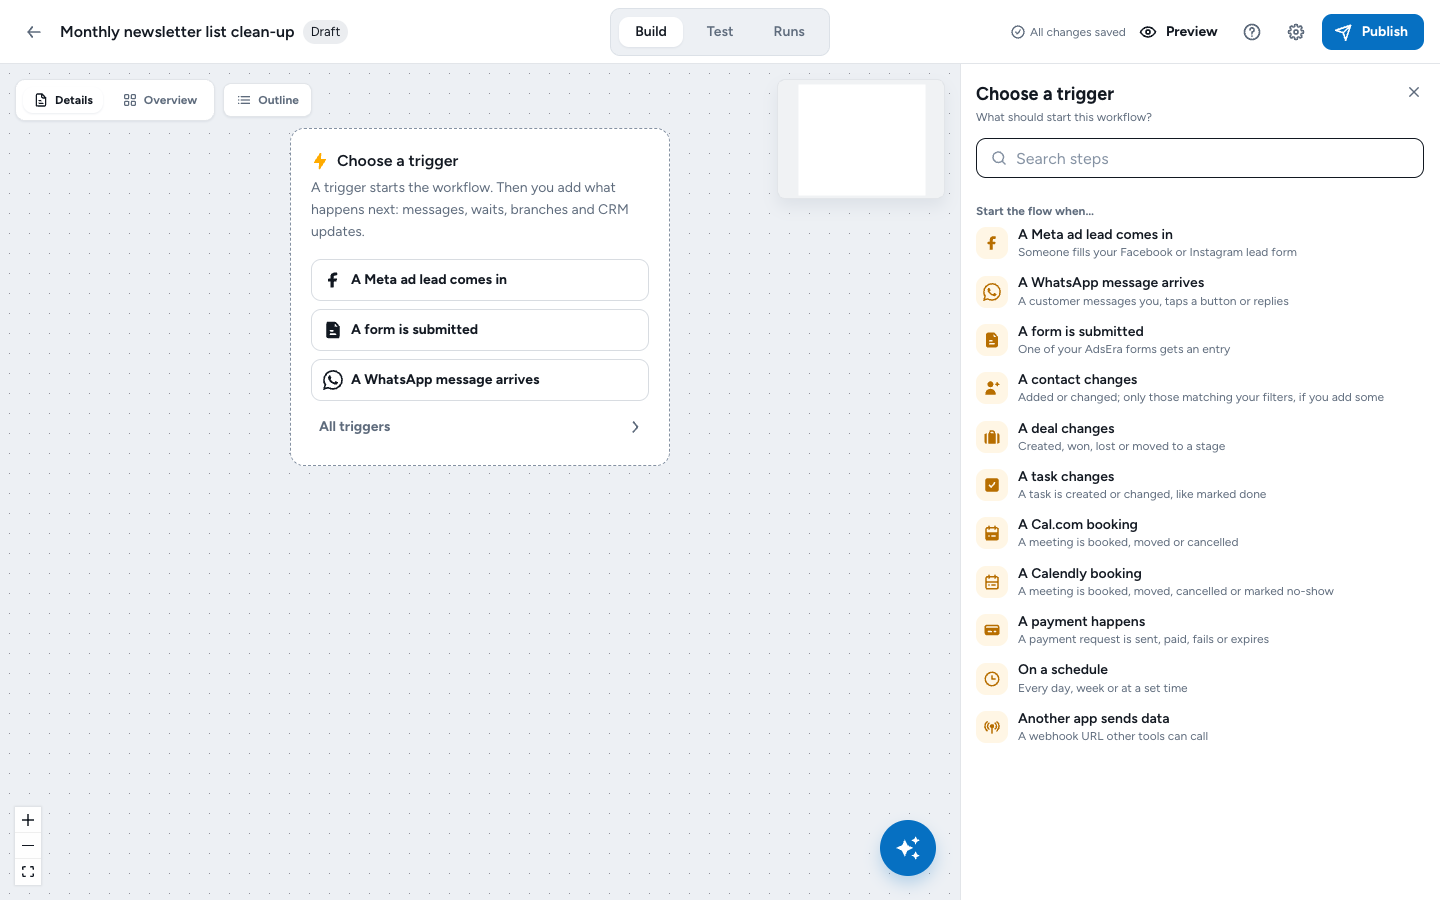 Monthly newsletter list clean-up
Draft
Build
Test
Runs
All changes saved
Preview
Publish
Details
Overview
Outline
Choose a trigger
A trigger starts the workflow. Then you add what
happens next: messages, waits, branches and CRM
updates.
A Meta ad lead comes in
A form is submitted
A WhatsApp message arrives
All triggers
Choose a trigger
What should start this workflow?
Search steps
Start the flow when...
A Meta ad lead comes in
Someone fills your Facebook or Instagram lead form
A WhatsApp message arrives
A customer messages you, taps a button or replies
A form is submitted
One of your AdsEra forms gets an entry
A contact changes
Added or changed; only those matching your filters, if you add some
A deal changes
Created, won, lost or moved to a stage
A task changes
A task is created or changed, like marked done
A Cal.com booking
A meeting is booked, moved or cancelled
A Calendly booking
A meeting is booked, moved, cancelled or marked no-show
A payment happens
A payment request is sent, paid, fails or expires
On a schedule
Every day, week or at a set time
Another app sends data
A webhook URL other tools can call